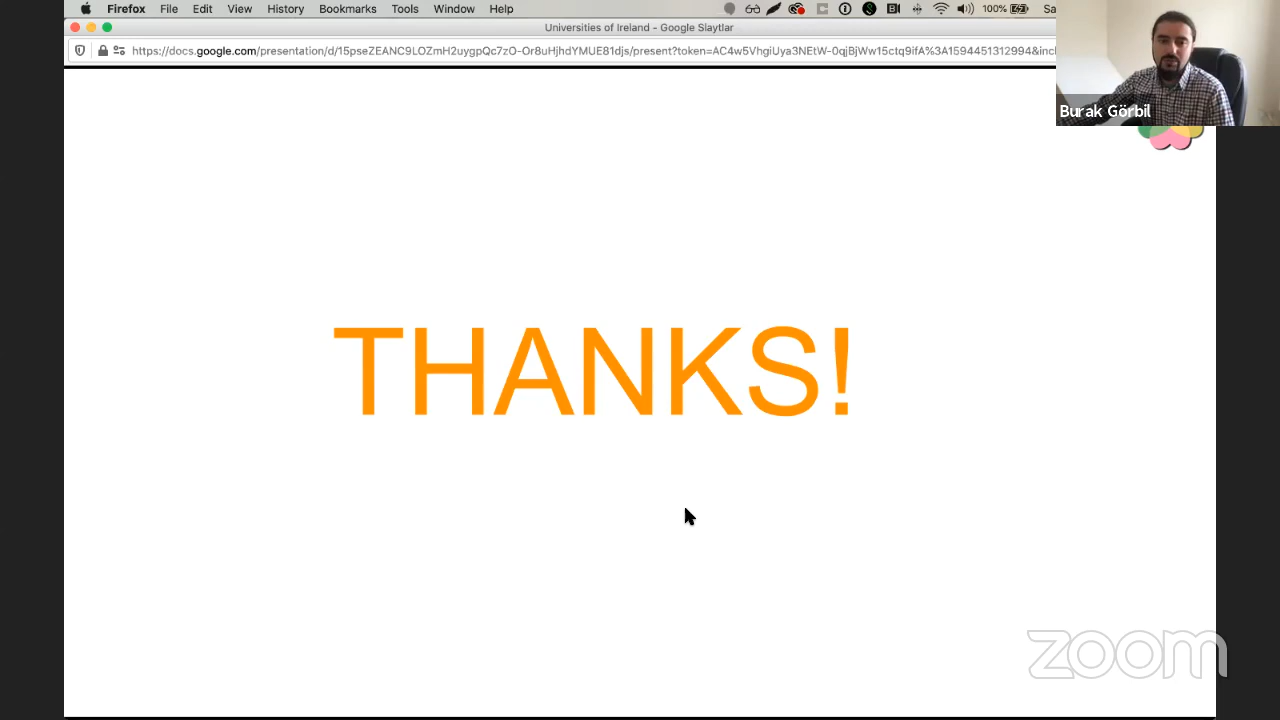 Firefox File Edit View History Bookmarks Tools Window Help 100% Sa
Universities of Ireland - Google Slaytlar
https://docs.google.com/presentation/d/15pseZEANC9LOZmH2uygpQc7zO-Or8uHjhdYMUE81djs/present?token=AC4w5VhgiUya3NEtW-0qjBjWw15ctq9ifA%3A1594451312994&incl
Burak Görbil
THANKS!
zoom